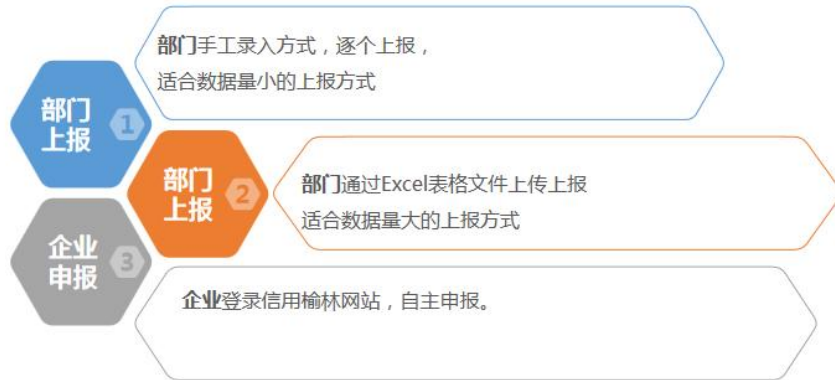 部门
上报
1
部门手工录入方式，逐个上报，
适合数据量小的上报方式
部门
上报
2
部门通过Excel表格文件上传上报
适合数据量大的上报方式
企业
申报
3
企业登录信用榆林网站，自主申报。